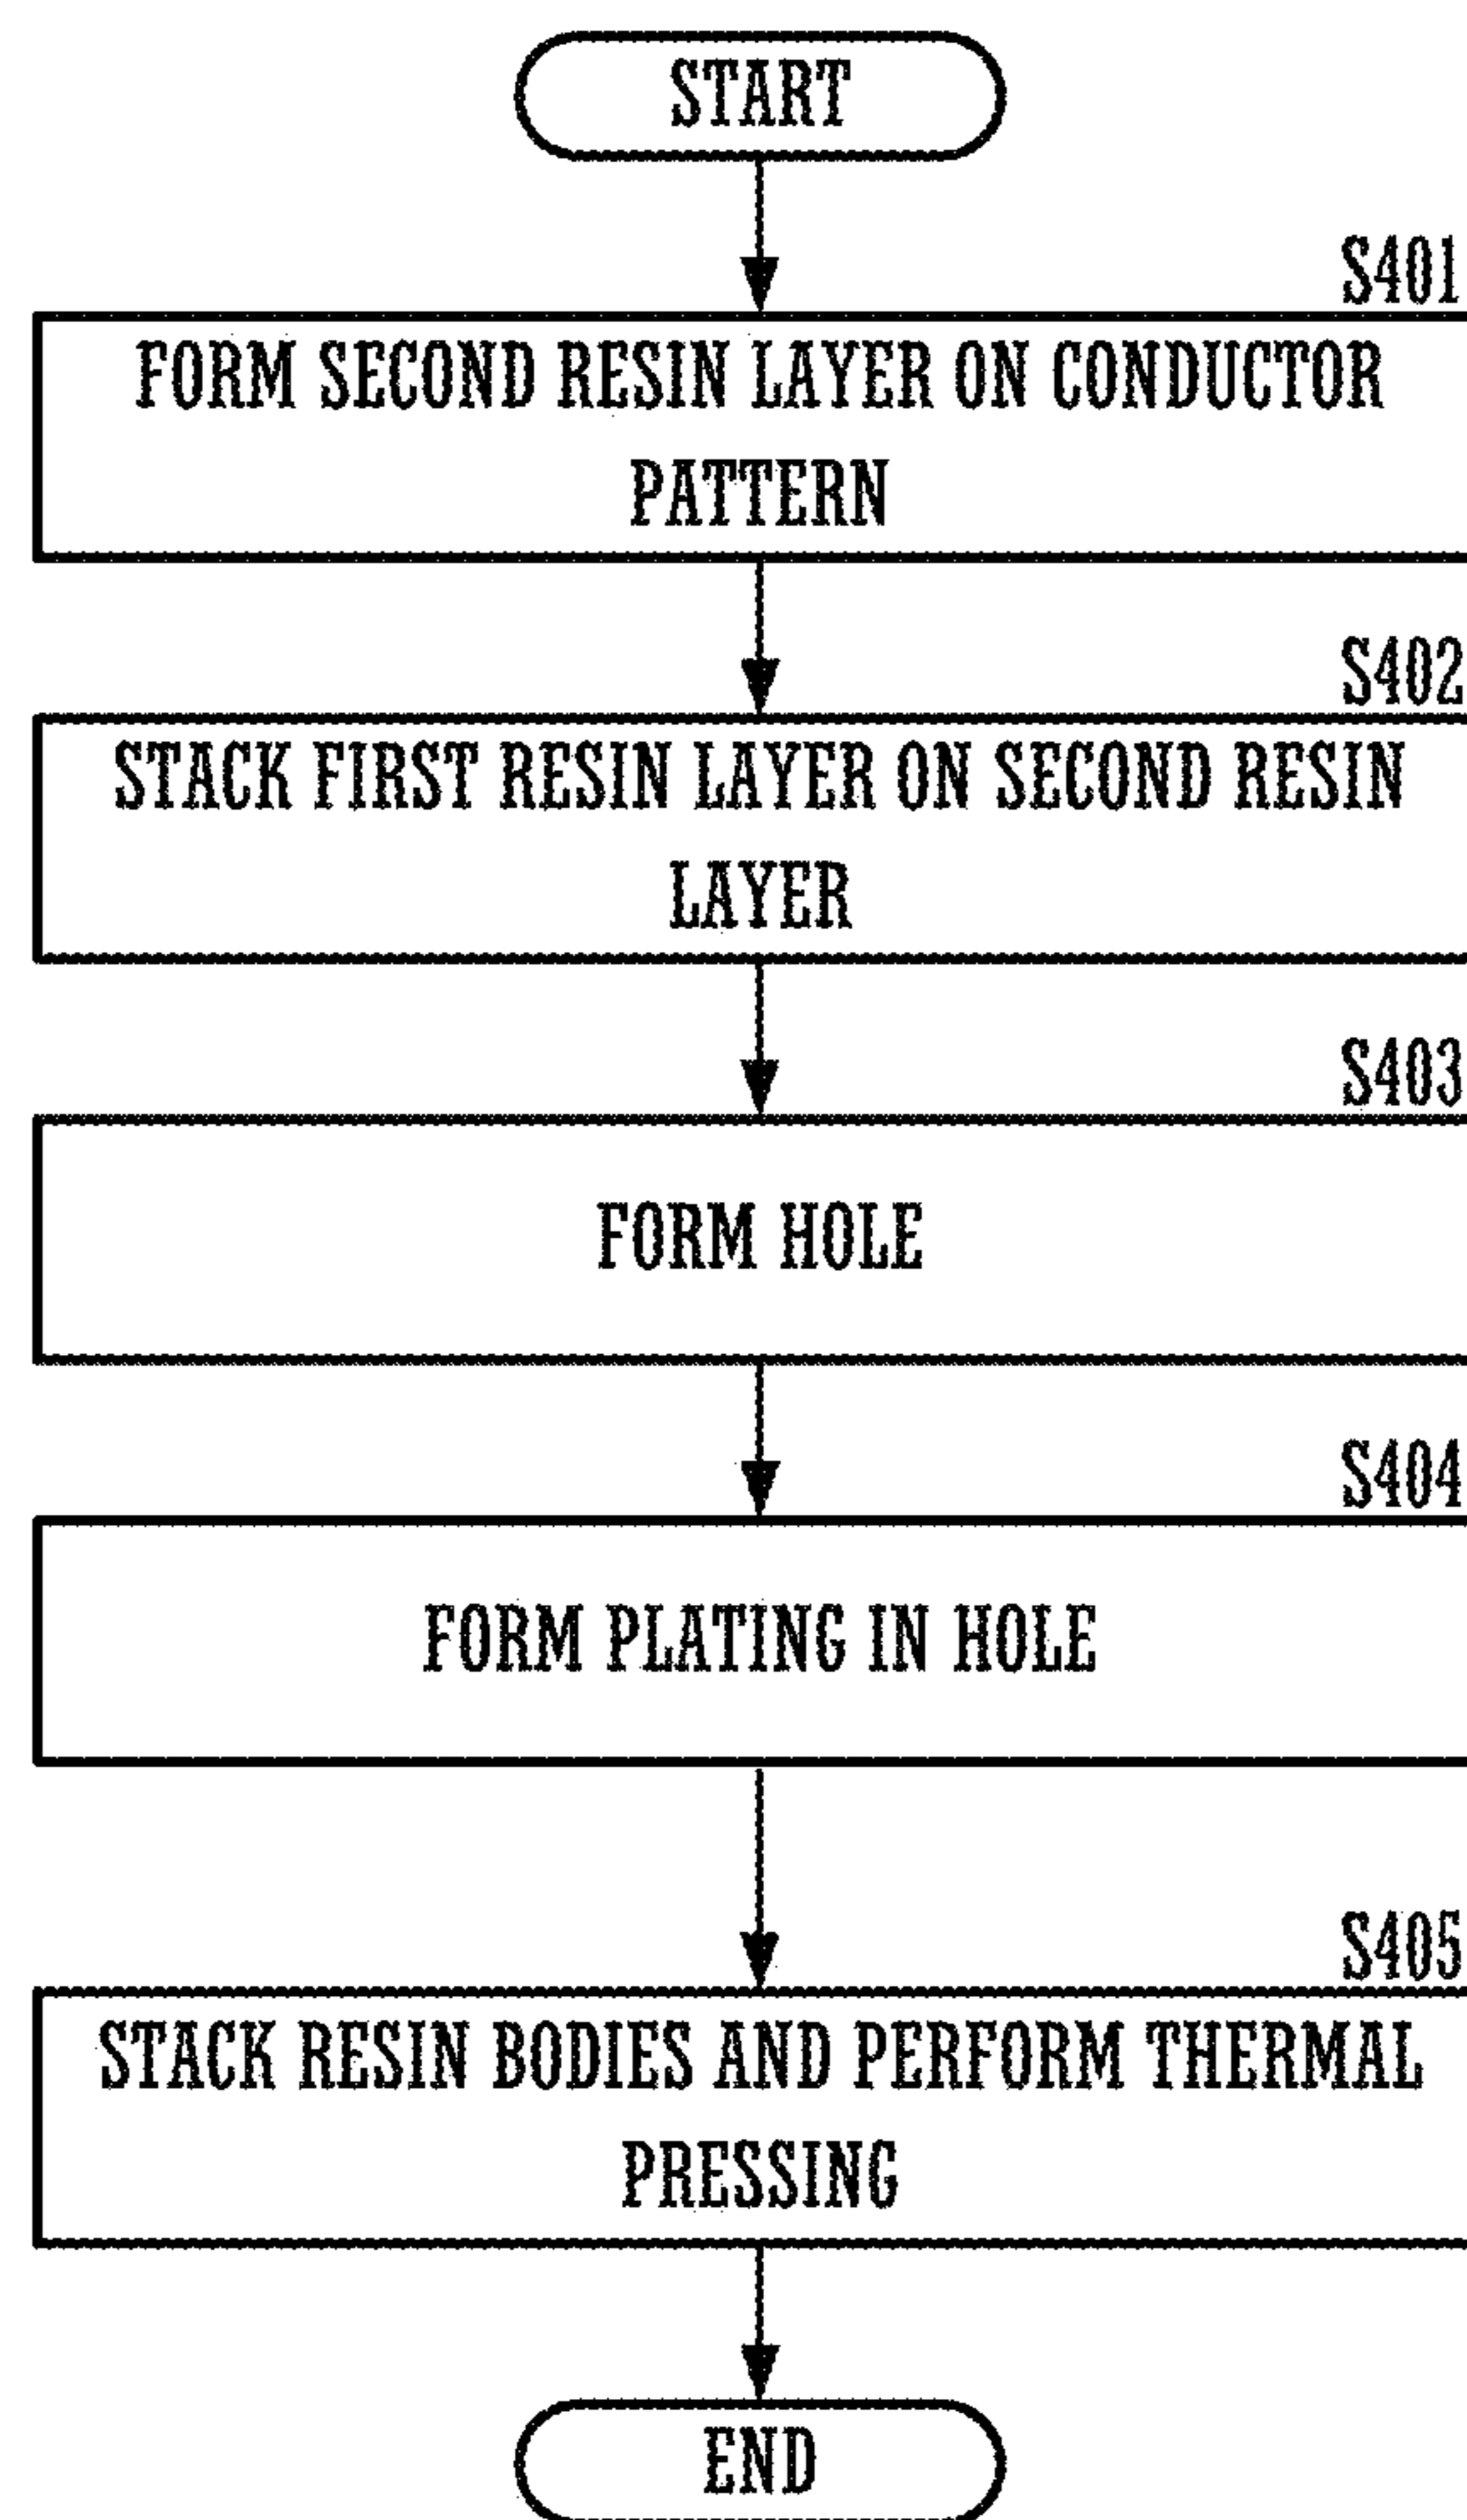 START
S401
FORM SECOND RESIN LAYER ON CONDUCTOR
PATTERN
S402
STACK FIRST RESIN LAYER ON SECOND RESIN
LAYER
S403
FORM HOLE
S404
FORM PLATING IN HOLE
S405
STACK RESIN BODIES AND PERFORM THERMAL
PRESSING
END